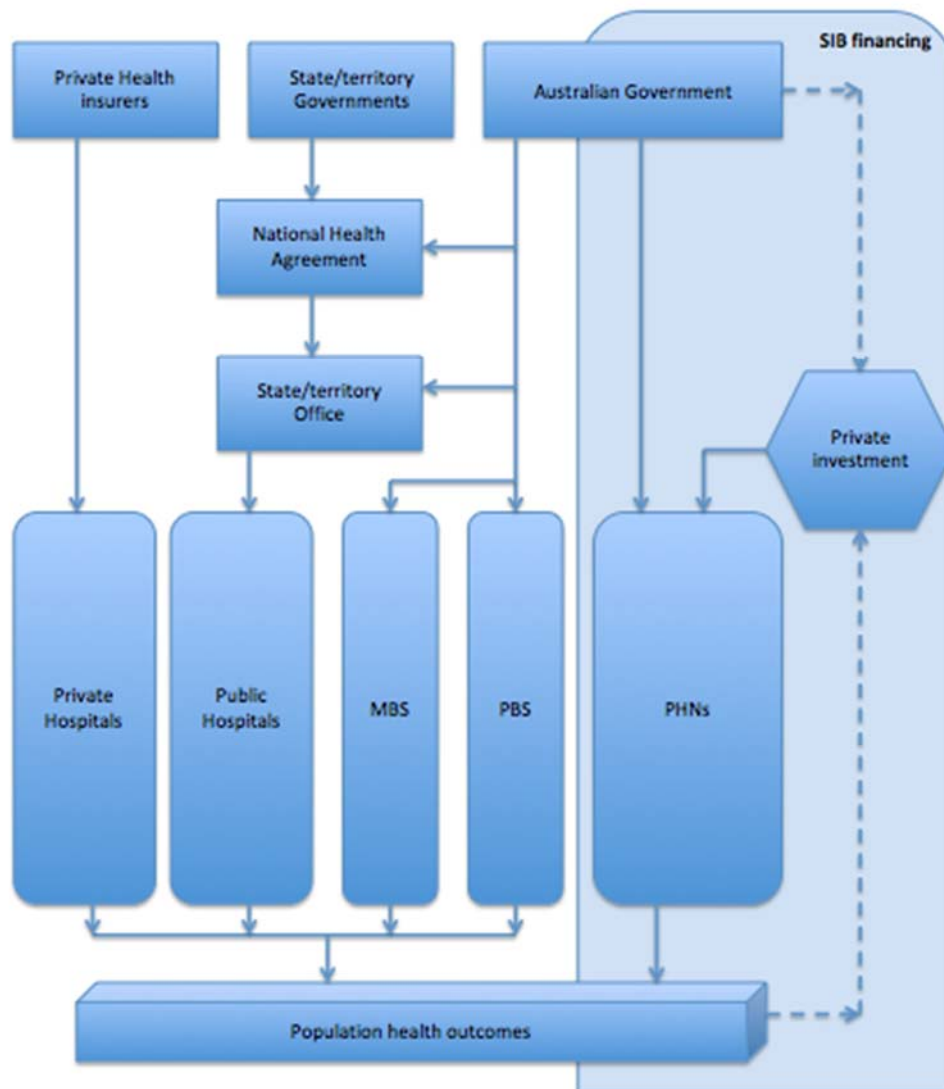 SIB financing
Private Health
insurers
State/territory
Governments
Australian Government
National Health
Agreement
State/territory
Office
Private
investment
Private
Hospitals
Public
Hospitals
MBS
PBS
PHNs
Population health outcomes